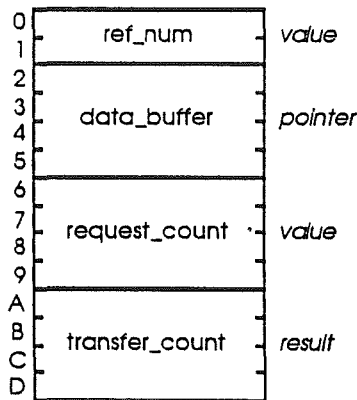 0
ref_num value
1
2
3
data_buffer pointer
4
5
6
7
request_count value
8
9
A
B
transfer_count result
C
D